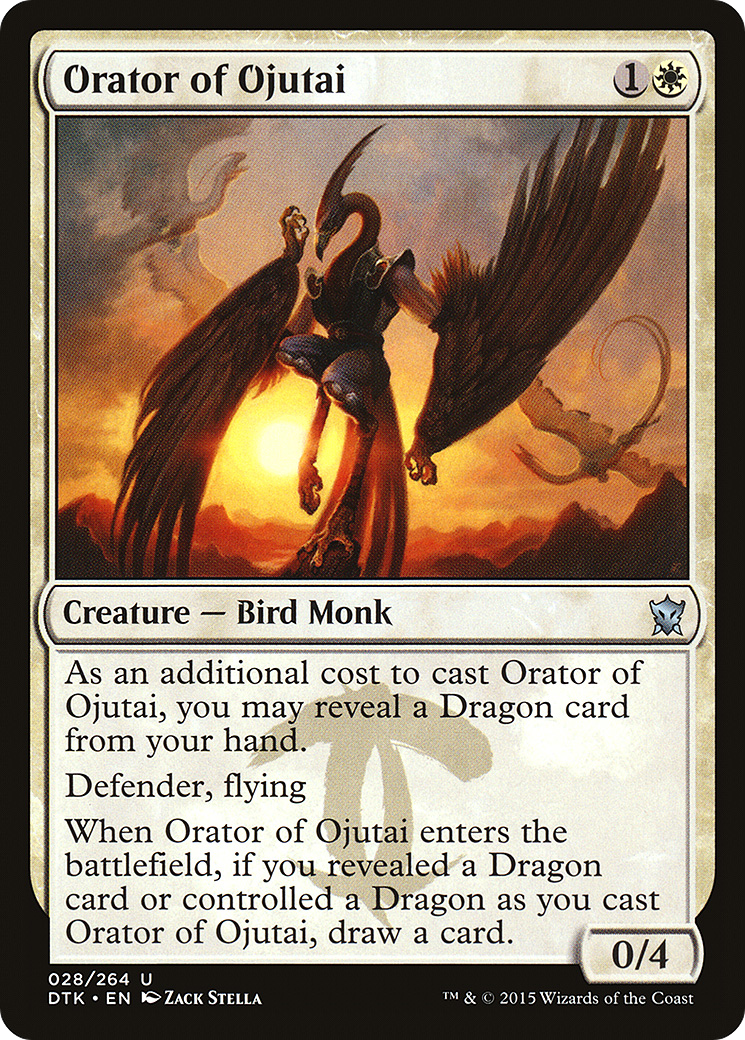 Orator of Ojutai
1
Creature — Bird Monk
As an additional cost to cast Orator of
Ojutai, you may reveal a Dragon card
from your hand.
Defender, flying
When Orator of Ojutai enters the
battlefield, if you revealed a Dragon
card or controlled a Dragon as you cast
Orator of Ojutai, draw a card.
0/4
028/264 U
DTK • EN Zack Stella
™ & © 2015 Wizards of the Coast